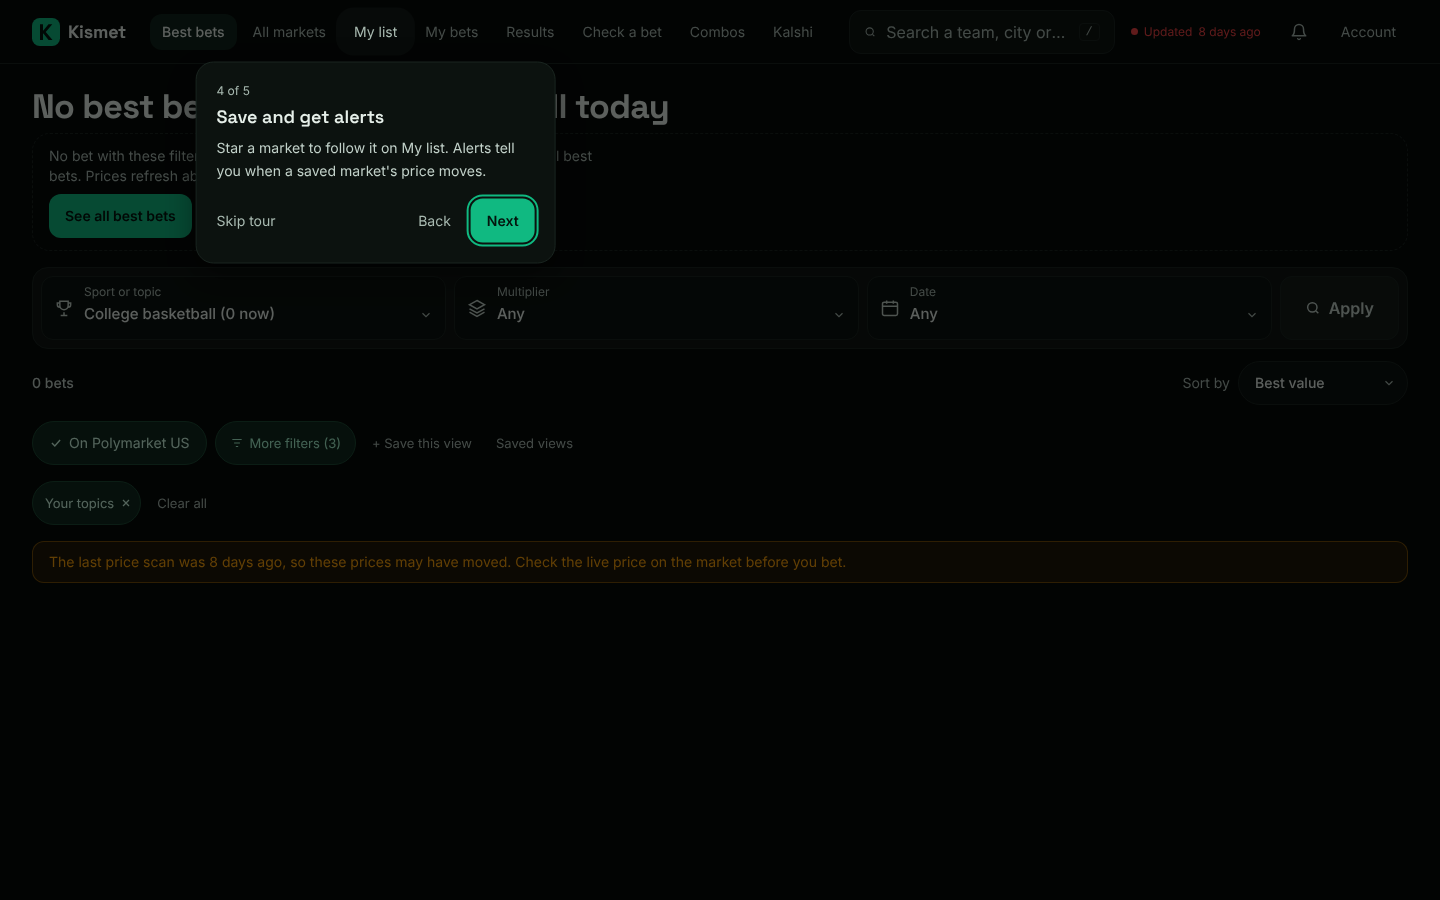 Kismet
Best bets
All markets
My list
My bets
Results
Check a bet
Combos
Kalshi
Search a team, city or...
/
Updated 8 days ago
Account
No best be
ll today
4 of 5
Save and get alerts
Star a market to follow it on My list. Alerts tell
you when a saved market's price moves.
Skip tour
Back
Next
No bet with these filter
l best
bets. Prices refresh ab
See all best bets
Sport or topic
College basketball (0 now)
Multiplier
Any
Date
Any
Apply
0 bets
Sort by
Best value
On Polymarket US
More filters (3)
+ Save this view
Saved views
Your topics ×
Clear all
The last price scan was 8 days ago, so these prices may have moved. Check the live price on the market before you bet.